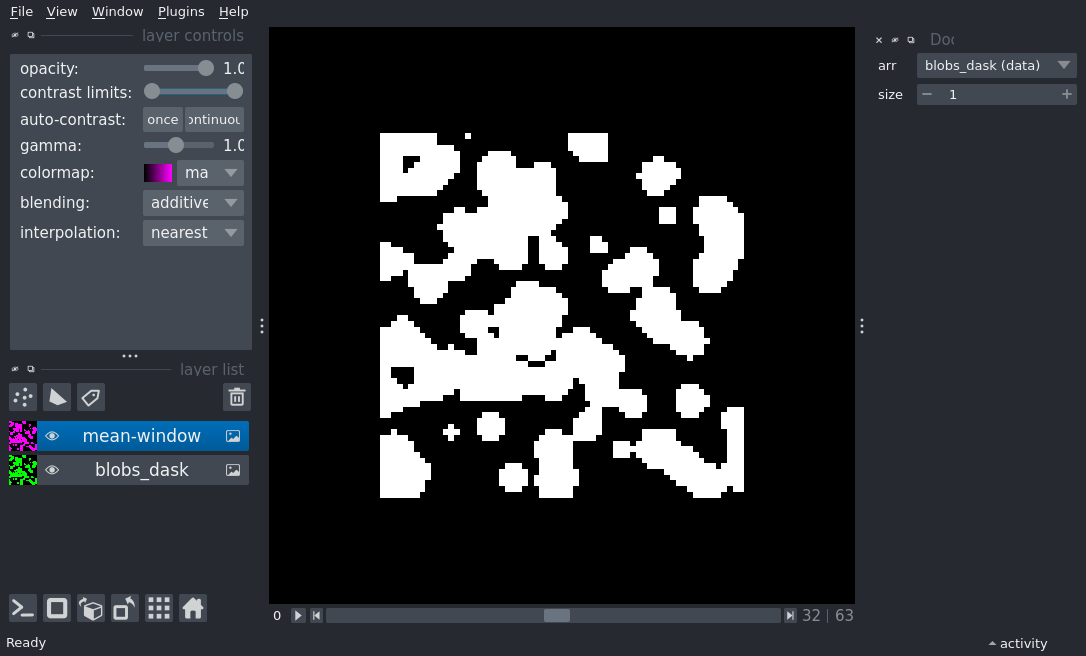 File View Window Plugins Help
layer controls
opacity: 1.0
contrast limits:
auto-contrast: once
gamma: 1.0
colormap: ma
blending: additive
interpolation: nearest
layer list
mean-window
blobs_dask
0 32 | 63
Ready
arr blobs_dask (data)
size 1
activity